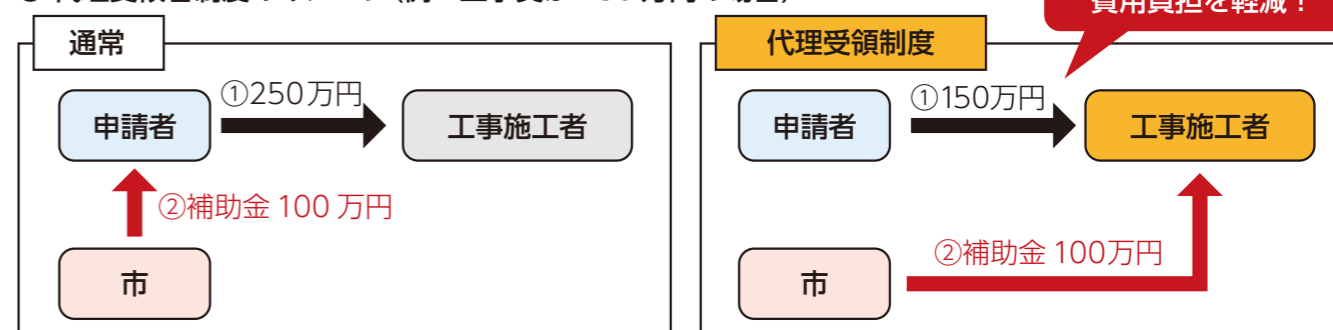 費用負担を軽減！
通常
①250万円
申請者
工事施工者
②補助金 100 万円
市
代理受領制度
①150万円
申請者
工事施工者
②補助金 100万円
市